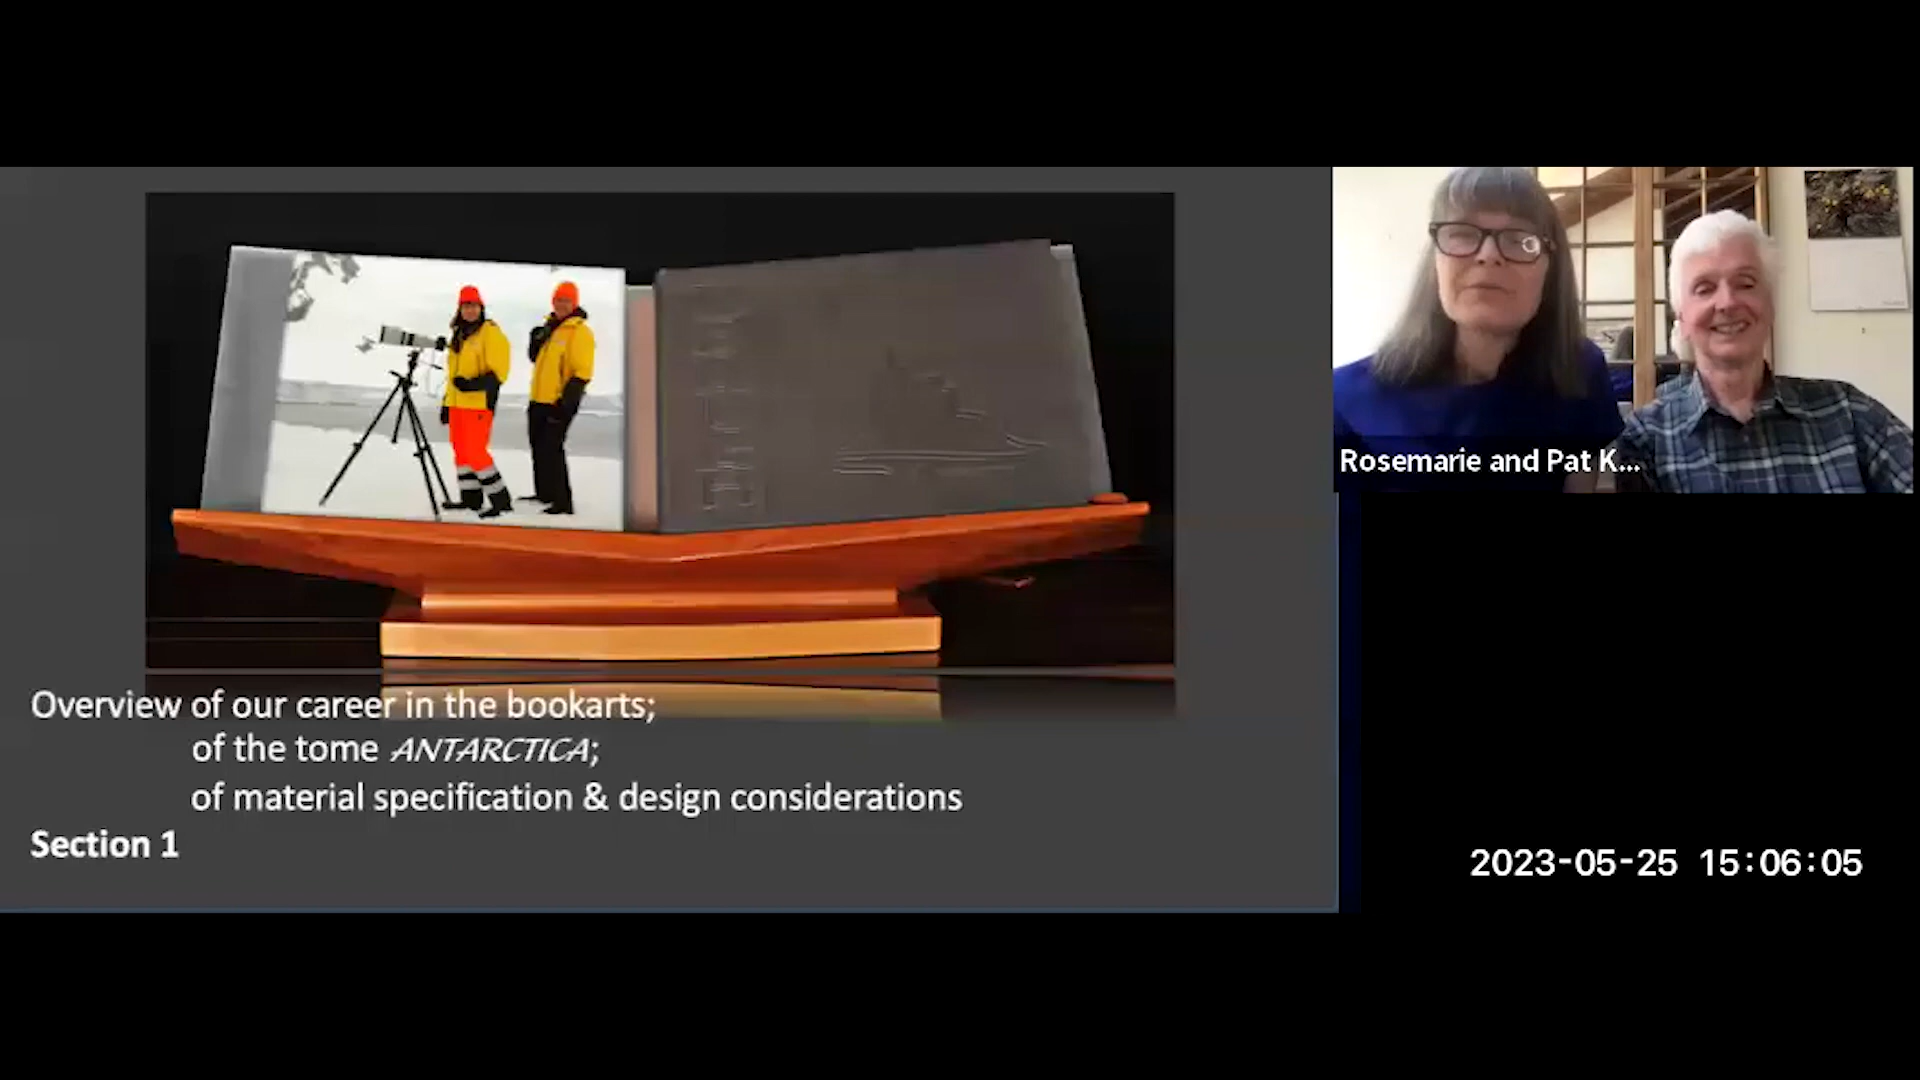 Overview of our career in the bookarts;
of the tome ANTARCTICA;
of material specification & design considerations
Section 1
Rosemarie and Pat K...
2023-05-25 15:06:05